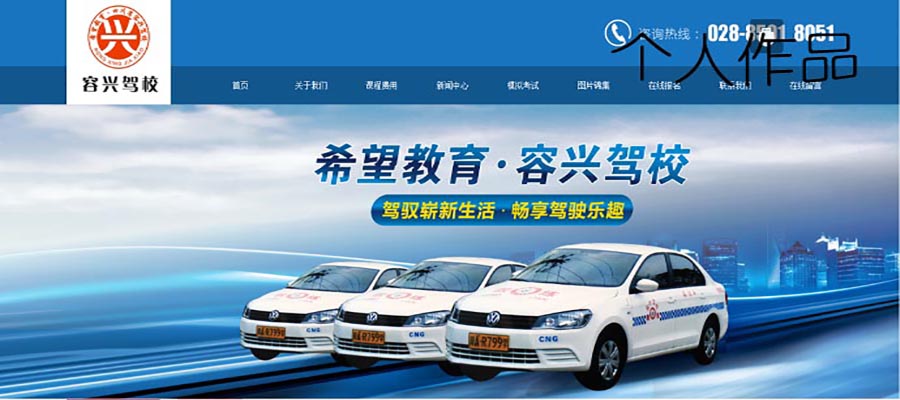 容兴驾校
咨询热线：
个人作品
首页 关于我们 课程费用 新闻中心 模拟考试 图片锦集 在线报名 联系我们 在线留言
希望教育·容兴驾校
驾驭崭新生活·畅享驾驶乐趣
CNG CNG CNG